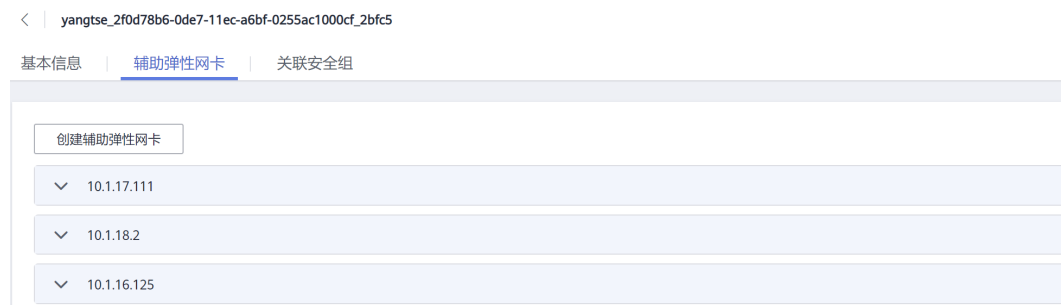 yangtse_2f0d78b6-0de7-11ec-a6bf-0255ac1000cf_2bfc5
基本信息 辅助弹性网卡 关联安全组
创建辅助弹性网卡
10.1.17.111
10.1.18.2
10.1.16.125